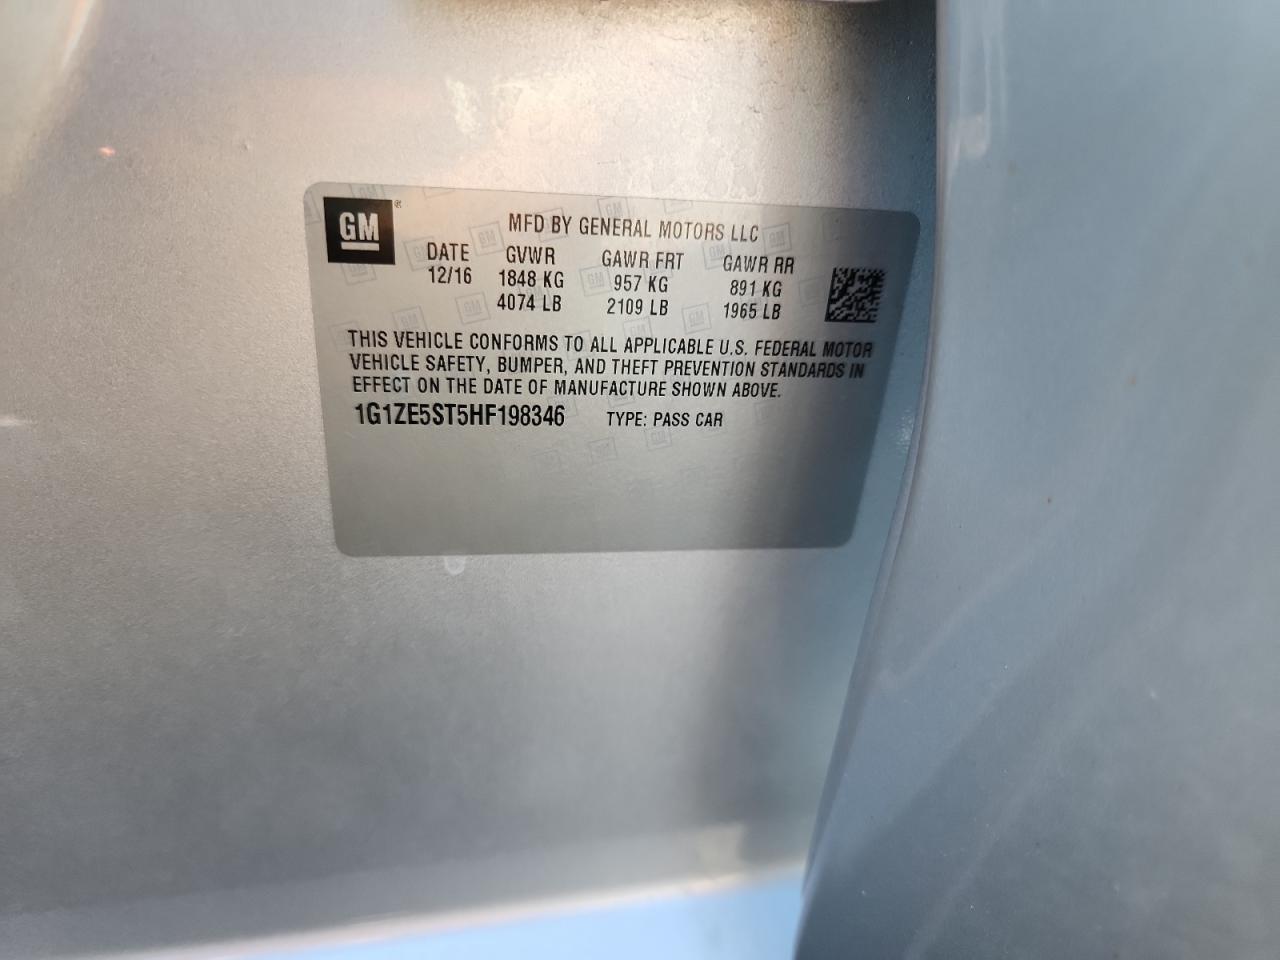 GM
MFD BY GENERAL MOTORS LLC
DATE GVWR GAWR FRT GAWR RR
12/16 1848 KG 957 KG 891 KG
4074 LB 2109 LB 1965 LB
THIS VEHICLE CONFORMS TO ALL APPLICABLE U.S. FEDERAL MOTOR
VEHICLE SAFETY, BUMPER, AND THEFT PREVENTION STANDARDS IN
EFFECT ON THE DATE OF MANUFACTURE SHOWN ABOVE.
1G1ZE5ST5HF198346 TYPE: PASS CAR